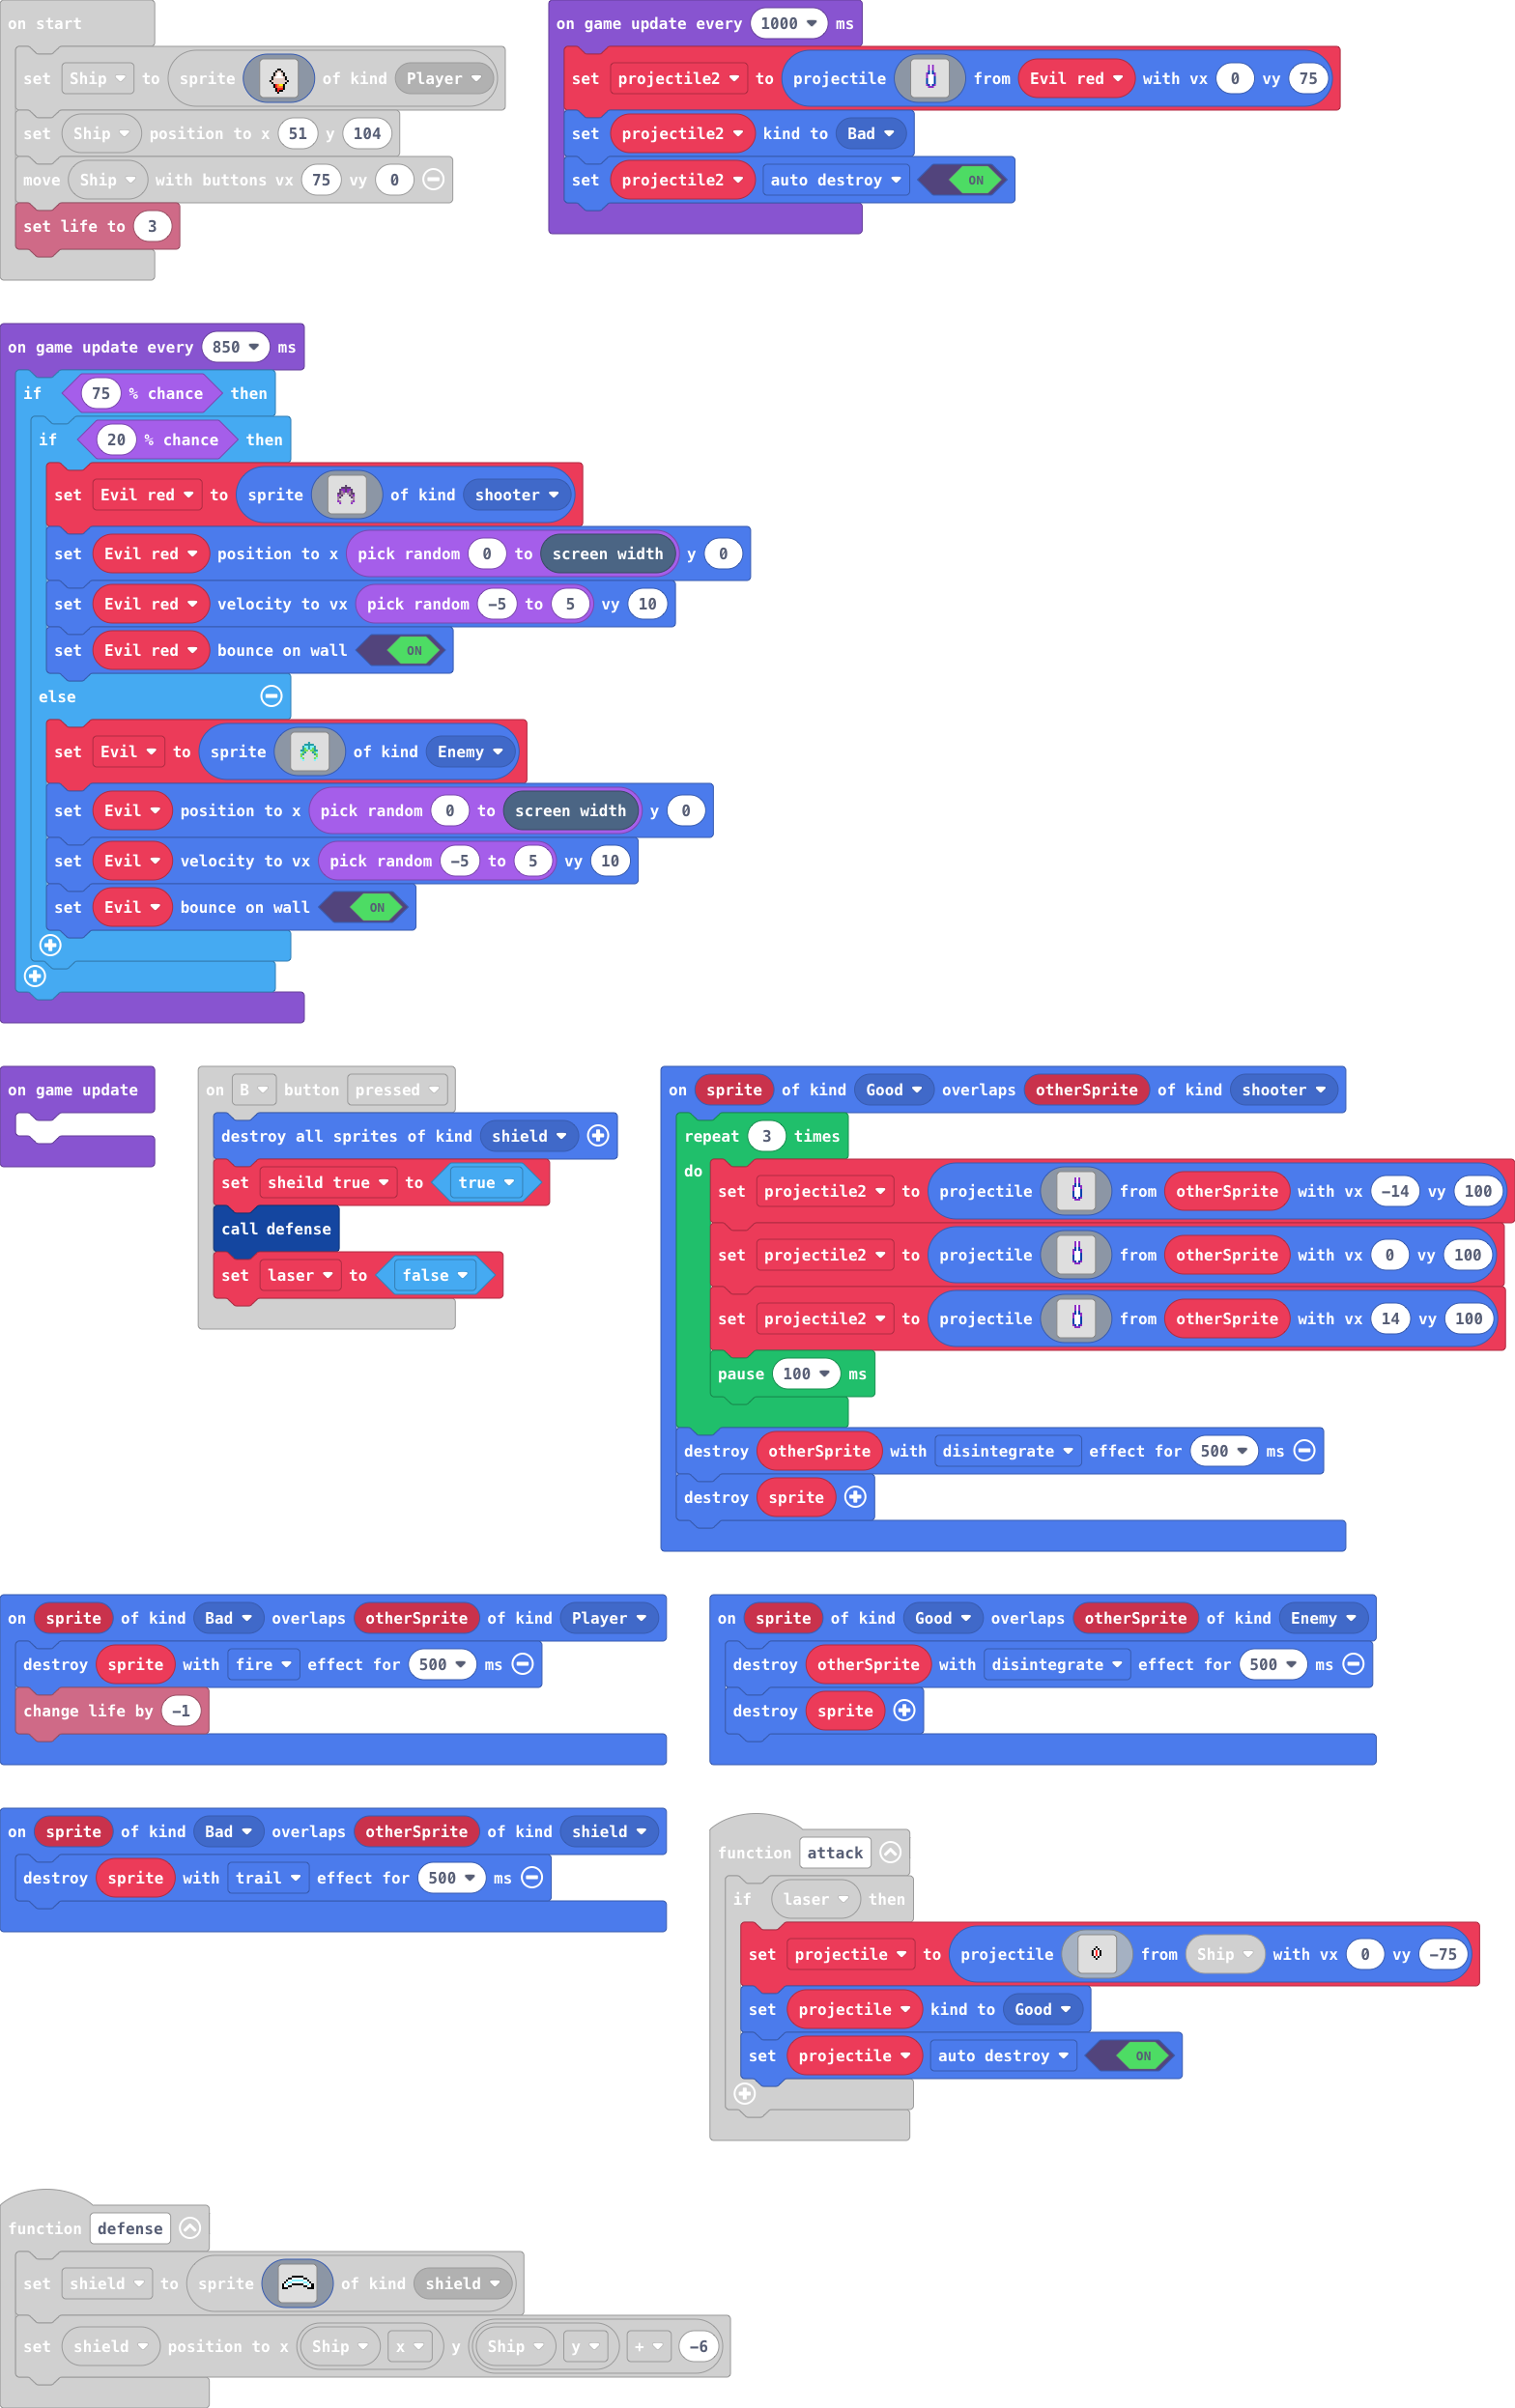 on start
set Ship to sprite of kind Player
set Ship position to x 51 y 104
move Ship with buttons vx 75 vy 0
set life to 3
on game update every 1000 ms
set projectile2 to projectile from Evil red with vx 0 vy 75
set projectile2 kind to Bad
set projectile2 auto destroy ON
on game update every 850 ms
if 75 % chance then
if 20 % chance then
set Evil red to sprite of kind shooter
set Evil red position to x pick random 0 to screen width y 0
set Evil red velocity to vx pick random -5 to 5 vy 10
set Evil red bounce on wall ON
else
set Evil to sprite of kind Enemy
set Evil position to x pick random 0 to screen width y 0
set Evil velocity to vx pick random -5 to 5 vy 10
set Evil bounce on wall ON
on game update
on B button pressed
destroy all sprites of kind shield
set sheild true to true
call defense
set laser to false
on sprite of kind Good overlaps otherSprite of kind shooter
repeat 3 times
do
set projectile2 to projectile from otherSprite with vx -14 vy 100
set projectile2 to projectile from otherSprite with vx 0 vy 100
set projectile2 to projectile from otherSprite with vx 14 vy 100
pause 100 ms
destroy otherSprite with disintegrate effect for 500 ms
destroy sprite
on sprite of kind Bad overlaps otherSprite of kind Player
destroy sprite with fire effect for 500 ms
change life by -1
on sprite of kind Good overlaps otherSprite of kind Enemy
destroy otherSprite with disintegrate effect for 500 ms
destroy sprite
on sprite of kind Bad overlaps otherSprite of kind shield
destroy sprite with trail effect for 500 ms
function attack
if laser then
set projectile to projectile from Ship with vx 0 vy -75
set projectile kind to Good
set projectile auto destroy ON
function defense
set shield to sprite of kind shield
set shield position to x Ship x y Ship y + -6